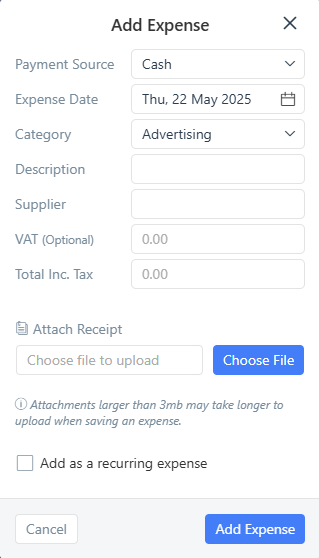 Add Expense
Payment Source Cash
Expense Date Thu, 22 May 2025
Category Advertising
Description
Supplier
VAT (Optional) 0.00
Total Inc. Tax 0.00
Attach Receipt
Choose file to upload Choose File
Attachments larger than 3mb may take longer to
upload when saving an expense.
Add as a recurring expense
Cancel Add Expense